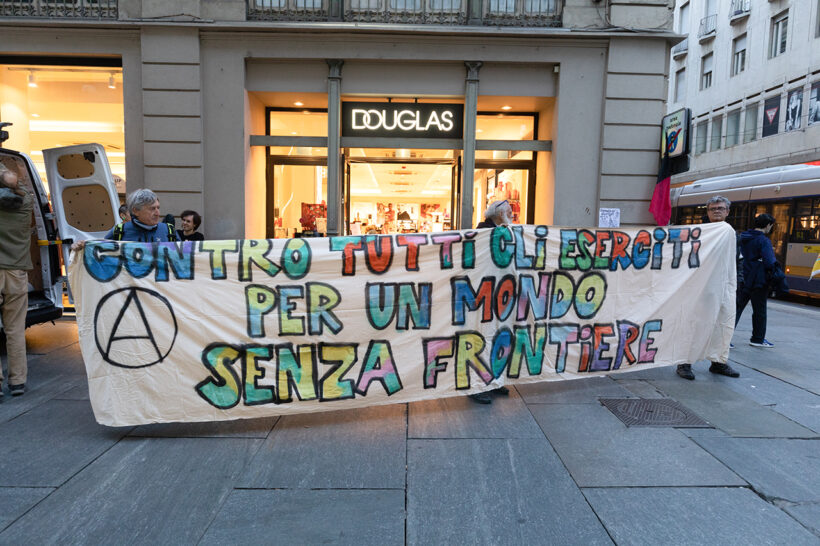 DOUGLAS
CONTRO TUTTI GLI ESERCITI
PER UN MONDO
SENZA FRONTIERE